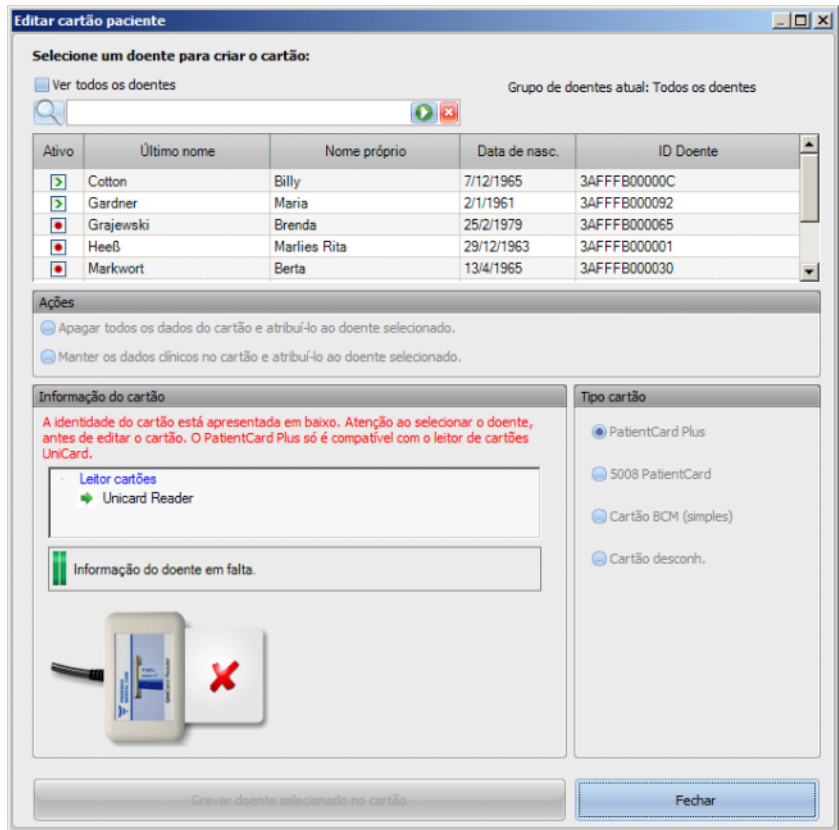 Editar cartão paciente
Selecione um doente para criar o cartão:
Ver todos os doentes
Grupo de doentes atual: Todos os doentes
Ativo Último nome Nome próprio Data de nasc. ID Doente
Cotton Billy 7/12/1965 3AFFFB00000C
Gardner Maria 2/1/1961 3AFFFB000092
Grajewski Brenda 25/2/1979 3AFFFB000065
Heeß Marlies Rita 29/12/1963 3AFFFB000001
Markwort Berta 13/4/1965 3AFFFB000030
Ações
Apagar todos os dados do cartão e atribuí-lo ao doente selecionado.
Manter os dados clínicos no cartão e atribuí-lo ao doente selecionado.
Informação do cartão
A identidade do cartão está apresentada em baixo. Atenção ao selecionar o doente,
antes de editar o cartão. O PatientCard Plus só é compatível com o leitor de cartões
UniCard.
Leitor cartões
Unicard Reader
Informação do doente em falta.
UniCard Reader
Tipo cartão
PatientCard Plus
5008 PatientCard
Cartão BCM (simples)
Cartão desconh.
Gravar doente selecionado no cartão
Fechar